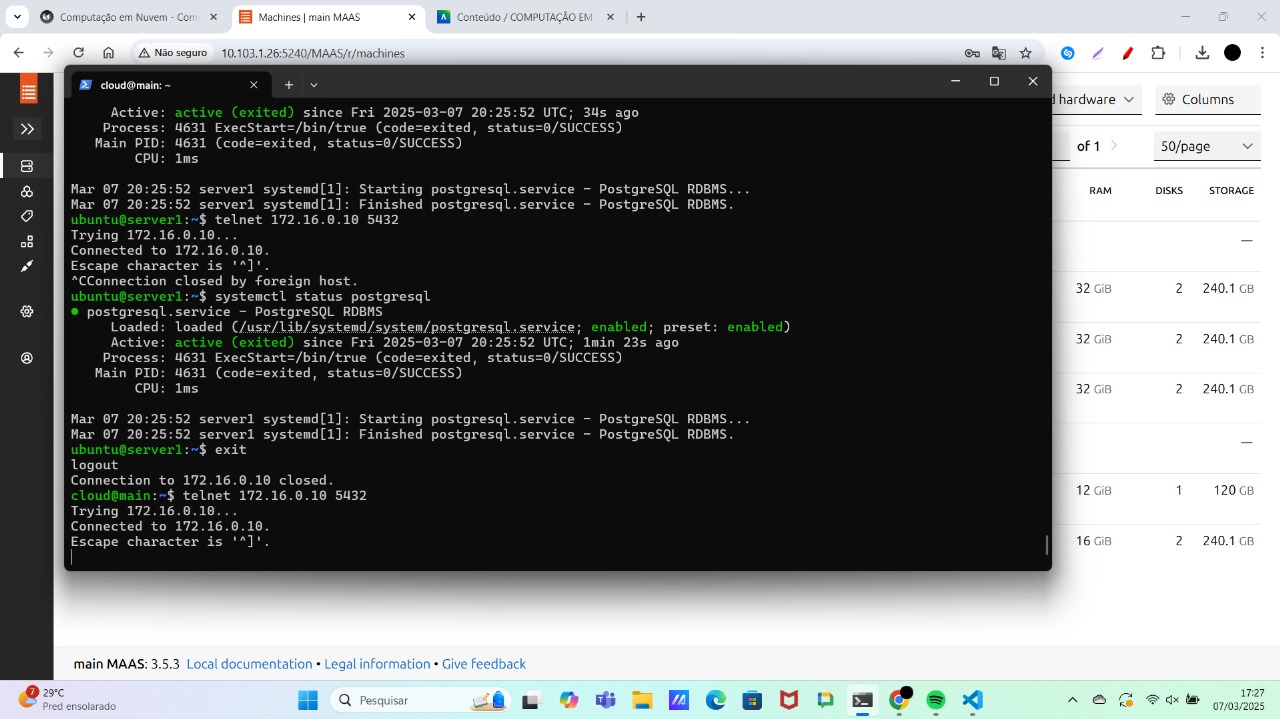 Computação em Nuvem - Com
Machines | main MAAS
Conteúdo / COMPUTAÇÃO EM
Não seguro
10.103.1.26:5240/MAAS/r/machines
cloud@main: ~
d hardware
Columns
of 1
50/page
RAM
DISKS
STORAGE
—
32 GiB
2
240.1 GB
32 GiB
2
240.1 GB
32 GiB
2
240.1 GB
—
12 GiB
1
120 GB
16 GiB
2
240.1 GB
Active: active (exited) since Fri 2025-03-07 20:25:52 UTC; 34s ago
Process: 4631 ExecStart=/bin/true (code=exited, status=0/SUCCESS)
Main PID: 4631 (code=exited, status=0/SUCCESS)
CPU: 1ms
Mar 07 20:25:52 server1 systemd[1]: Starting postgresql.service - PostgreSQL RDBMS...
Mar 07 20:25:52 server1 systemd[1]: Finished postgresql.service - PostgreSQL RDBMS.
ubuntu@server1:~$ telnet 172.16.0.10 5432
Trying 172.16.0.10...
Connected to 172.16.0.10.
Escape character is '^]'.
^CConnection closed by foreign host.
ubuntu@server1:~$ systemctl status postgresql
● postgresql.service - PostgreSQL RDBMS
Loaded: loaded (/usr/lib/systemd/system/postgresql.service; enabled; preset: enabled)
Active: active (exited) since Fri 2025-03-07 20:25:52 UTC; 1min 23s ago
Process: 4631 ExecStart=/bin/true (code=exited, status=0/SUCCESS)
Main PID: 4631 (code=exited, status=0/SUCCESS)
CPU: 1ms
Mar 07 20:25:52 server1 systemd[1]: Starting postgresql.service - PostgreSQL RDBMS...
Mar 07 20:25:52 server1 systemd[1]: Finished postgresql.service - PostgreSQL RDBMS.
ubuntu@server1:~$ exit
logout
Connection to 172.16.0.10 closed.
cloud@main:~$ telnet 172.16.0.10 5432
Trying 172.16.0.10...
Connected to 172.16.0.10.
Escape character is '^]'.
main MAAS: 3.5.3 Local documentation • Legal information • Give feedback
7
29°C
Pred ensolarado
Pesquisar
17:27
07/03/2025